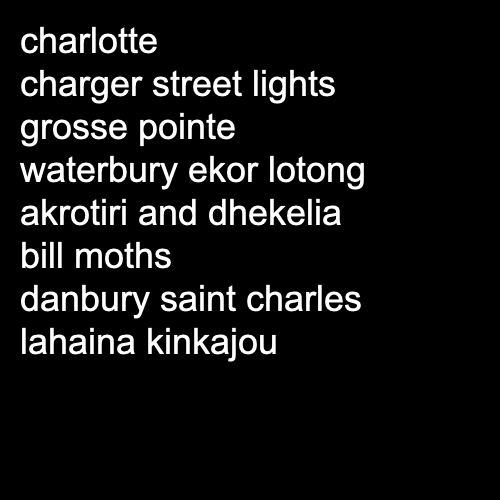 charlotte
charger street lights
grosse pointe
waterbury ekor lotong
akrotiri and dhekelia
bill moths
danbury saint charles
lahaina kinkajou